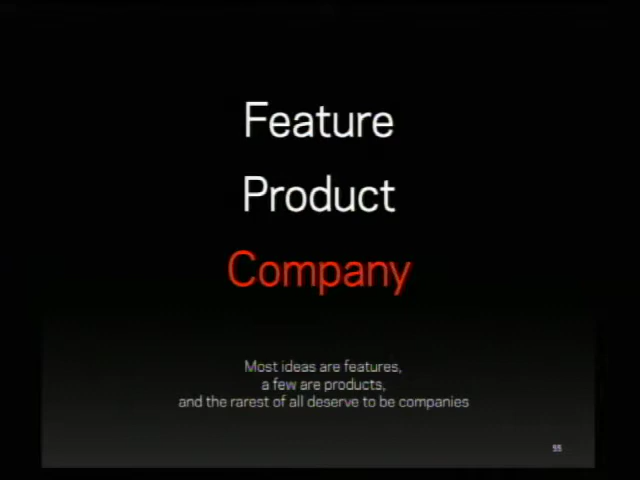 Feature
Product
Company
Most ideas are features,
a few are products,
and the rarest of all deserve to be companies
55